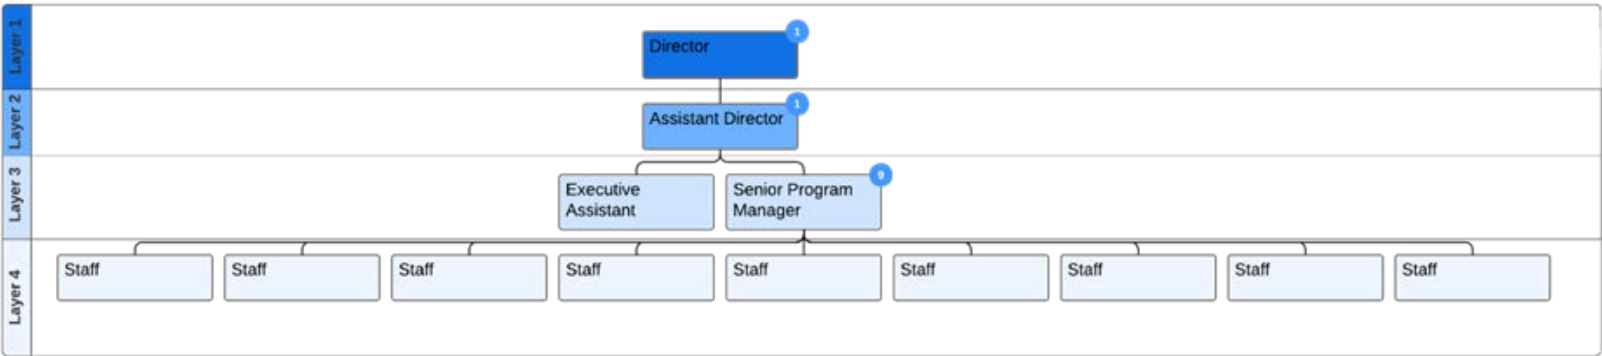 Layer 1
Director
1
Layer 2
Assistant Director
1
Layer 3
Executive
Assistant
Senior Program
Manager
9
Layer 4
Staff
Staff
Staff
Staff
Staff
Staff
Staff
Staff
Staff